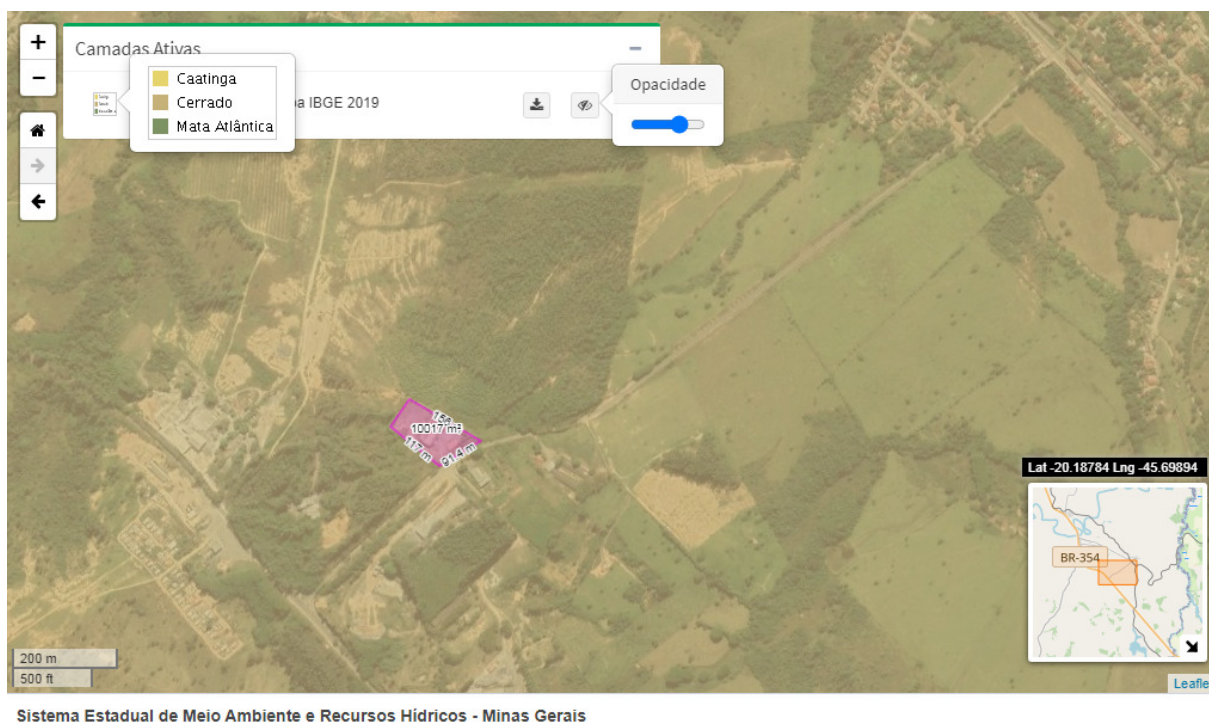 +
Camadas Ativas
−
−
Caatinga
Cerrado
Mata Atlântica
IBGE 2019
Opacidade
10017 m²
117 m
91.4 m
Lat -20.18784 Lng -45.69894
BR-354
200 m
500 ft
Leafle
Sistema Estadual de Meio Ambiente e Recursos Hídricos - Minas Gerais